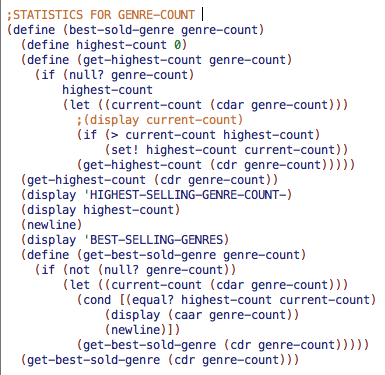 ;STATISTICS FOR GENRE-COUNT
(define (best-sold-genre genre-count)
  (define highest-count 0)
  (define (get-highest-count genre-count)
    (if (null? genre-count)
        highest-count
        (let ((current-count (cdar genre-count)))
          ;(display current-count)
          (if (> current-count highest-count)
              (set! highest-count current-count))
          (get-highest-count (cdr genre-count)))))
  (get-highest-count (cdr genre-count))
  (display 'HIGHEST-SELLING-GENRE-COUNT-)
  (display highest-count)
  (newline)
  (display 'BEST-SELLING-GENRES)
  (define (get-best-sold-genre genre-count)
    (if (not (null? genre-count))
        (let ((current-count (cdar genre-count)))
          (cond [(equal? highest-count current-count)
              (display (caar genre-count))
              (newline)])
          (get-best-sold-genre (cdr genre-count)))))
  (get-best-sold-genre (cdr genre-count)))